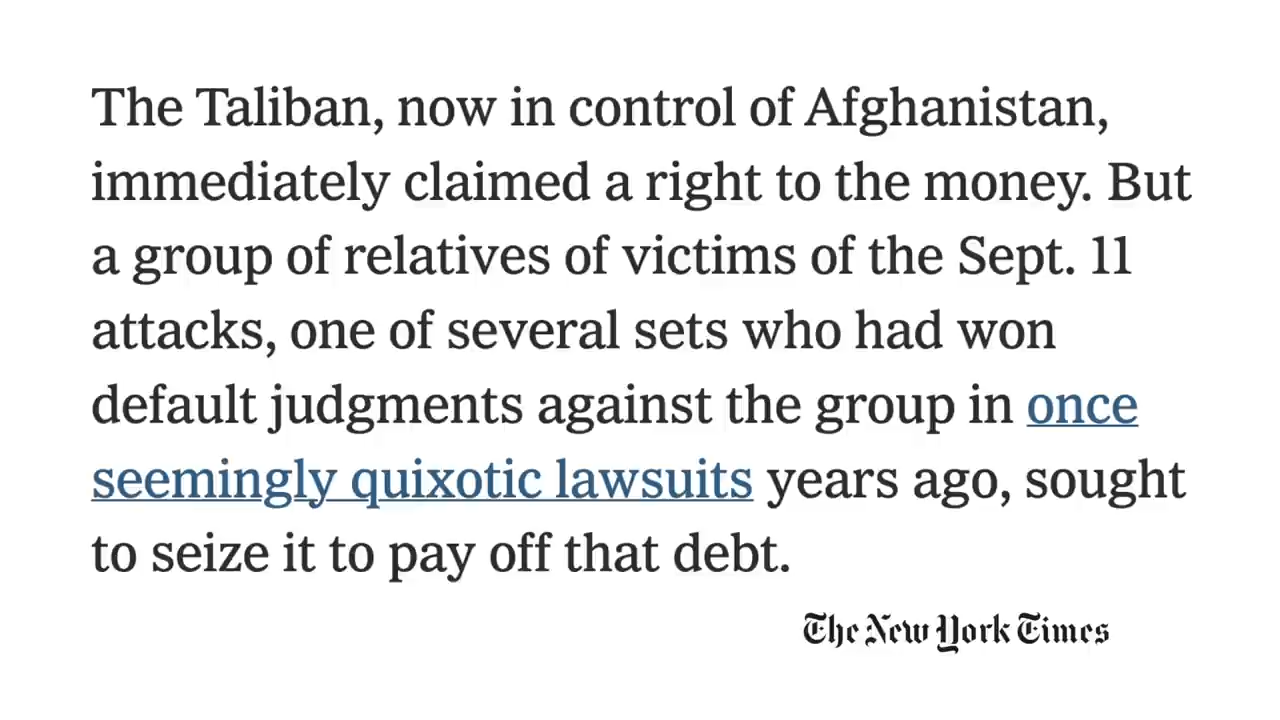 The Taliban, now in control of Afghanistan,
immediately claimed a right to the money. But
a group of relatives of victims of the Sept. 11
attacks, one of several sets who had won
default judgments against the group in once
seemingly quixotic lawsuits years ago, sought
to seize it to pay off that debt.
The New York Times